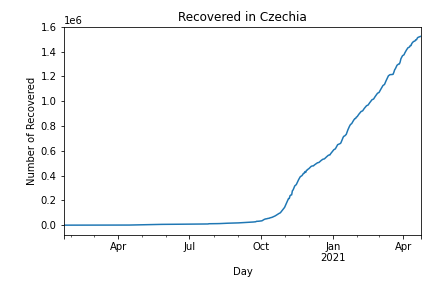 Recovered in Czechia
1e6
1.6
1.4
1.2
1.0
0.8
0.6
0.4
0.2
0.0
Number of Recovered
Apr Jul Oct Jan Apr
2021
Day